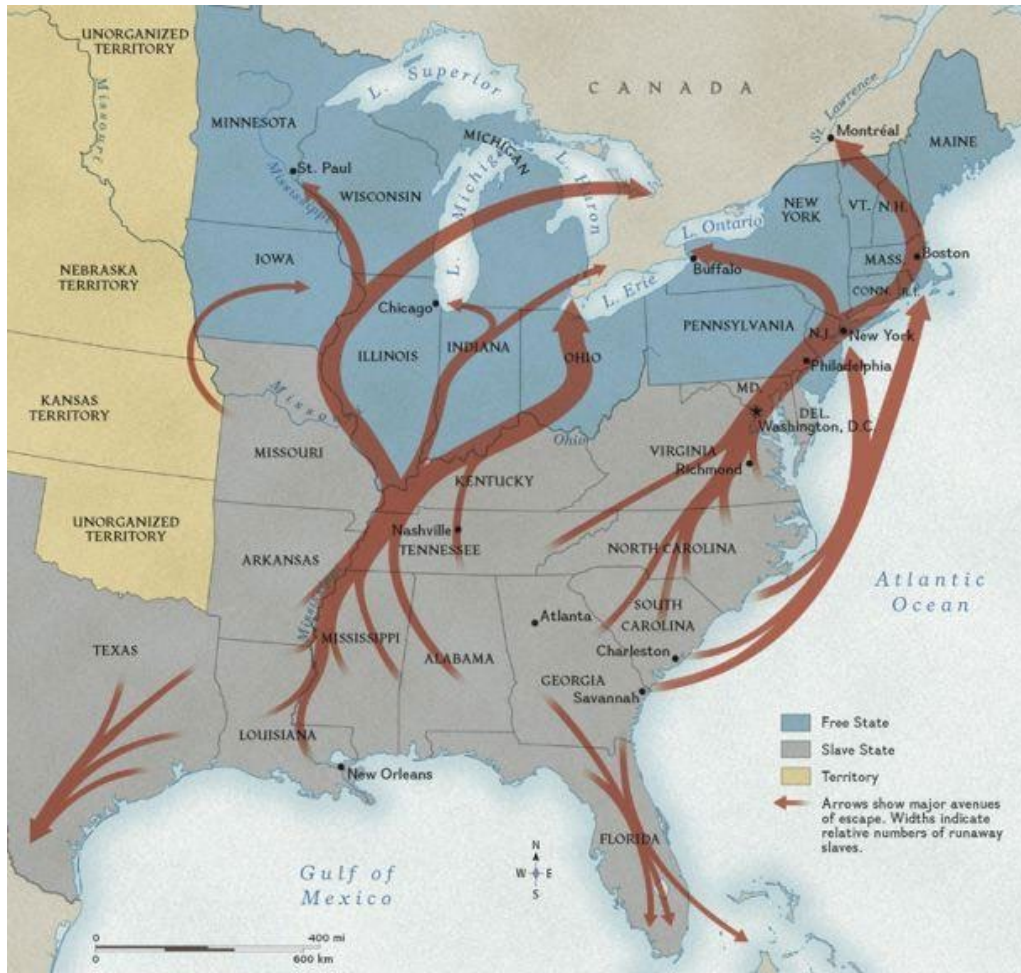 UNORGANIZED
TERRITORY
Missouri
L. Superior
CANADA
MINNESOTA
St. Paul
Mississippi
WISCONSIN
MICHIGAN
L. Michigan
L. Huron
St. Lawrence
Montréal
MAINE
NEW
YORK
VT.
N.H.
L. Ontario
Buffalo
MASS.
Boston
CONN.
R.I.
NEBRASKA
TERRITORY
IOWA
Chicago
L. Erie
PENNSYLVANIA
N.J.
New York
ILLINOIS
INDIANA
OHIO
Philadelphia
KANSAS
TERRITORY
Missouri
MD.
DEL.
Washington, D.C.
Ohio
MISSOURI
VIRGINIA
Richmond
KENTUCKY
UNORGANIZED
TERRITORY
Nashville
TENNESSEE
NORTH CAROLINA
ARKANSAS
Atlantic
Ocean
Mississippi
MISSISSIPPI
Atlanta
SOUTH
CAROLINA
TEXAS
ALABAMA
Charleston
GEORGIA
Savannah
LOUISIANA
New Orleans
Free State
Slave State
Territory
Arrows show major avenues
of escape. Widths indicate
relative numbers of runaway
slaves.
FLORIDA
N
W E
S
Gulf of
Mexico
0 400 mi
0 600 km